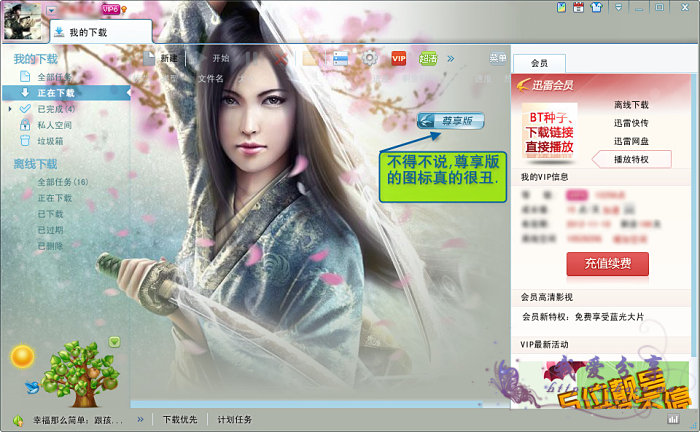 VIP6
我的下载
我的下载
全部任务
正在下载
已完成(4)
私人空间
垃圾箱
离线下载
全部任务(16)
正在下载
已下载
已过期
已删除
新建
开始
VIP
超清
菜单
文件名
尊享版
不得不说,尊享版
的图标真的很丑.
会员
迅雷会员
BT种子、
下载链接
直接播放
离线下载
迅雷快传
迅雷网盘
播放特权
我的VIP信息
充值续费
会员高清影视
会员新特权: 免费享受蓝光大片
VIP最新活动
5位靓号
幸福那么简单: 跟孩...
下载优先
计划任务